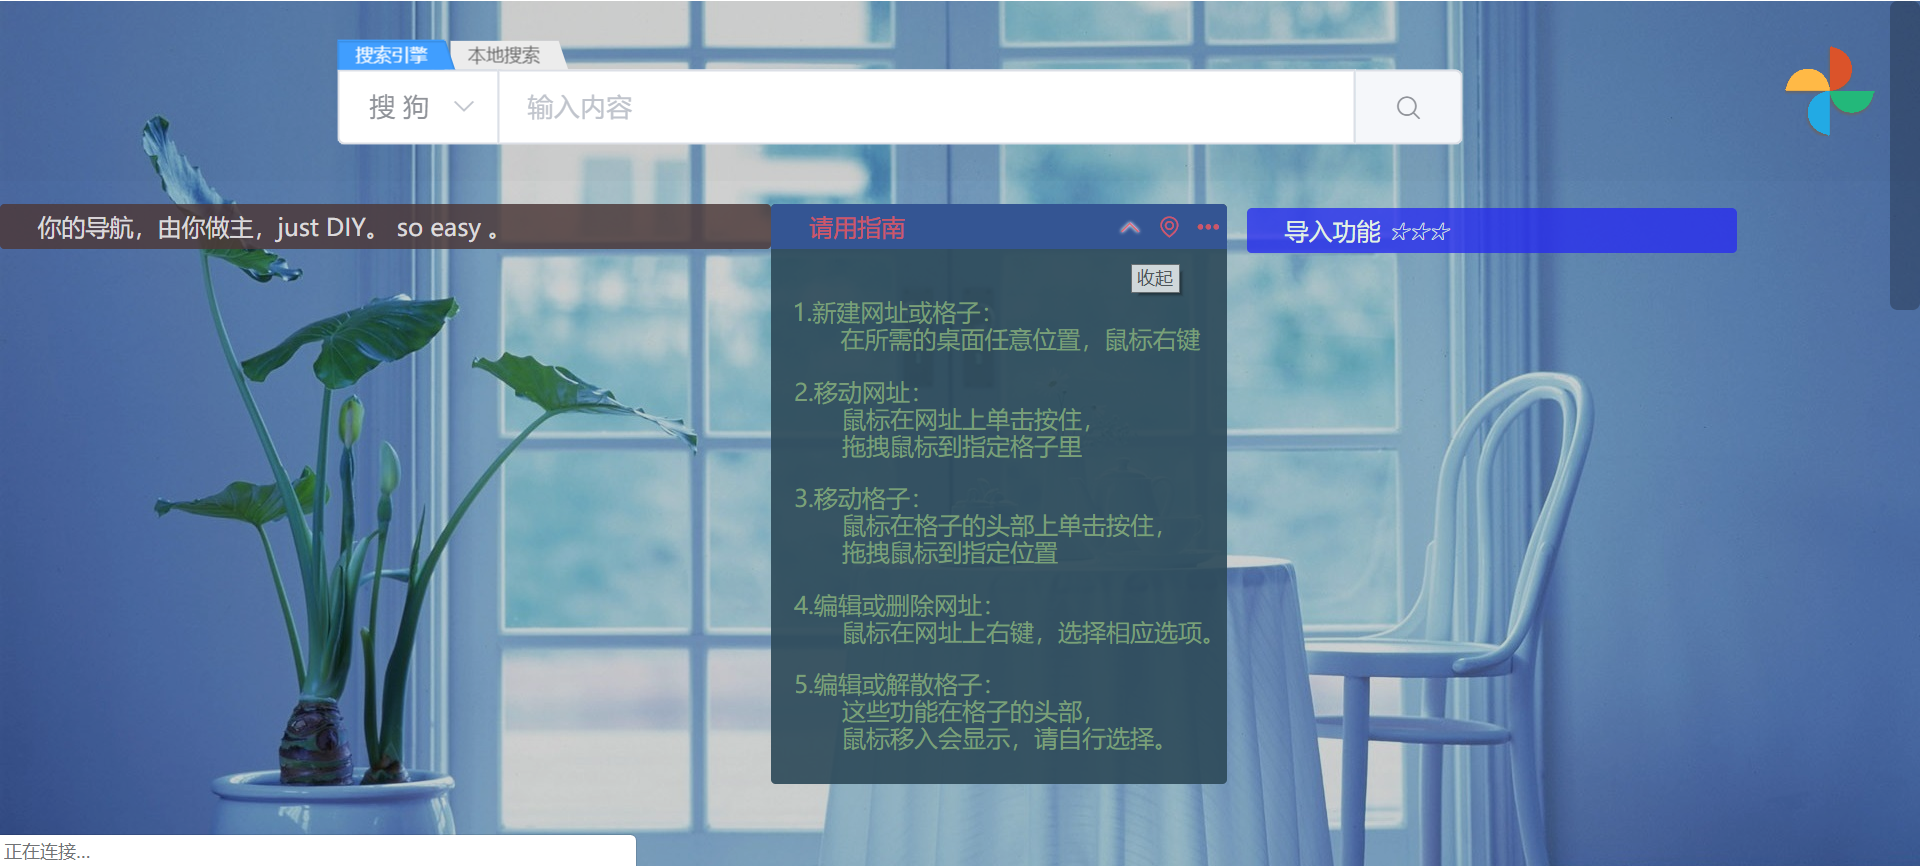 搜索引擎 本地搜索
搜 狗 输入内容
你的导航，由你做主，just DIY。 so easy 。
请用指南
导入功能 ☆☆☆
收起
1.新建网址或格子：
在所需的桌面任意位置，鼠标右键
2.移动网址：
鼠标在网址上单击按住，
拖拽鼠标到指定格子里
3.移动格子：
鼠标在格子的头部上单击按住，
拖拽鼠标到指定位置
4.编辑或删除网址：
鼠标在网址上右键，选择相应选项。
5.编辑或解散格子：
这些功能在格子的头部，
鼠标移入会显示，请自行选择。
正在连接...